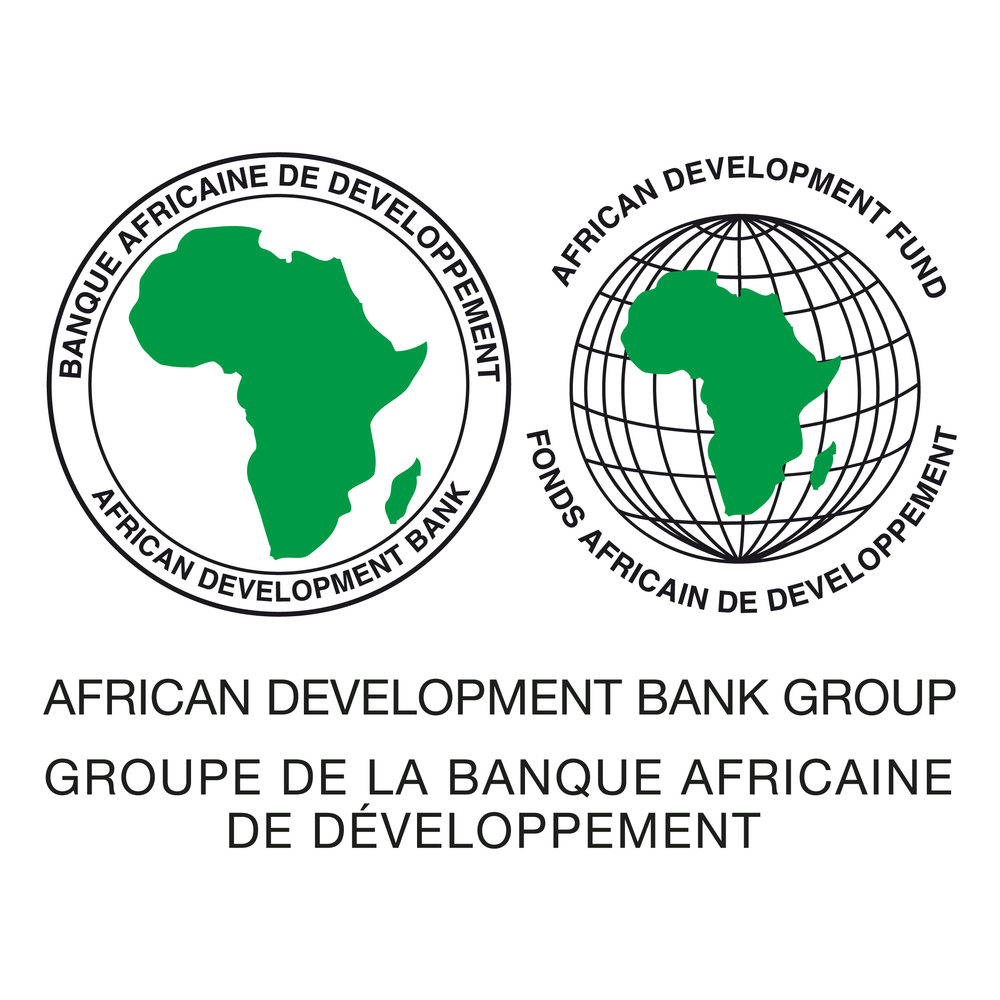 BANQUE AFRICAINE DE DEVELOPPEMENT
AFRICAN DEVELOPMENT BANK
AFRICAN DEVELOPMENT FUND
FONDS AFRICAIN DE DEVELOPPEMENT
AFRICAN DEVELOPMENT BANK GROUP
GROUPE DE LA BANQUE AFRICAINE
DE DÉVELOPPEMENT